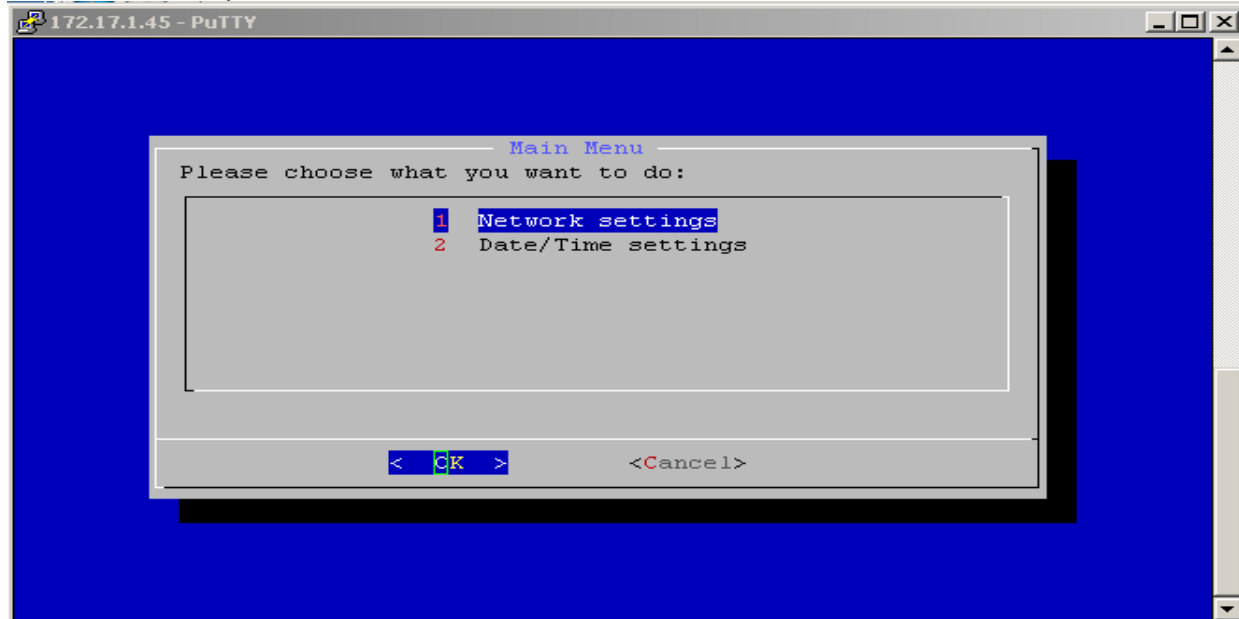 172.17.1.45 - PuTTY
Main Menu
Please choose what you want to do:
1 Network settings
2 Date/Time settings
< OK > <Cancel>